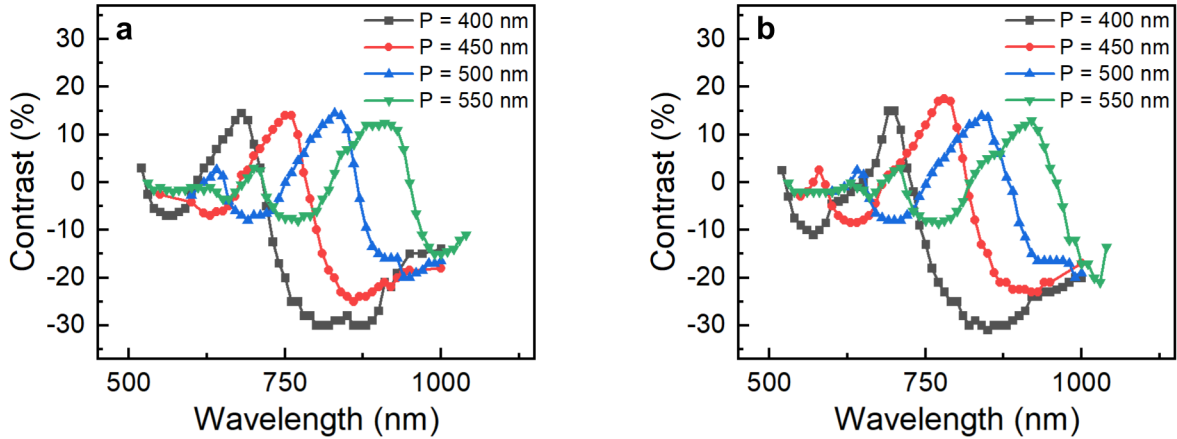 a
P = 400 nm
P = 450 nm
P = 500 nm
P = 550 nm
Contrast (%)
30
20
10
0
-10
-20
-30
500
750
1000
Wavelength (nm)
b
P = 400 nm
P = 450 nm
P = 500 nm
P = 550 nm
Contrast (%)
30
20
10
0
-10
-20
-30
500
750
1000
Wavelength (nm)